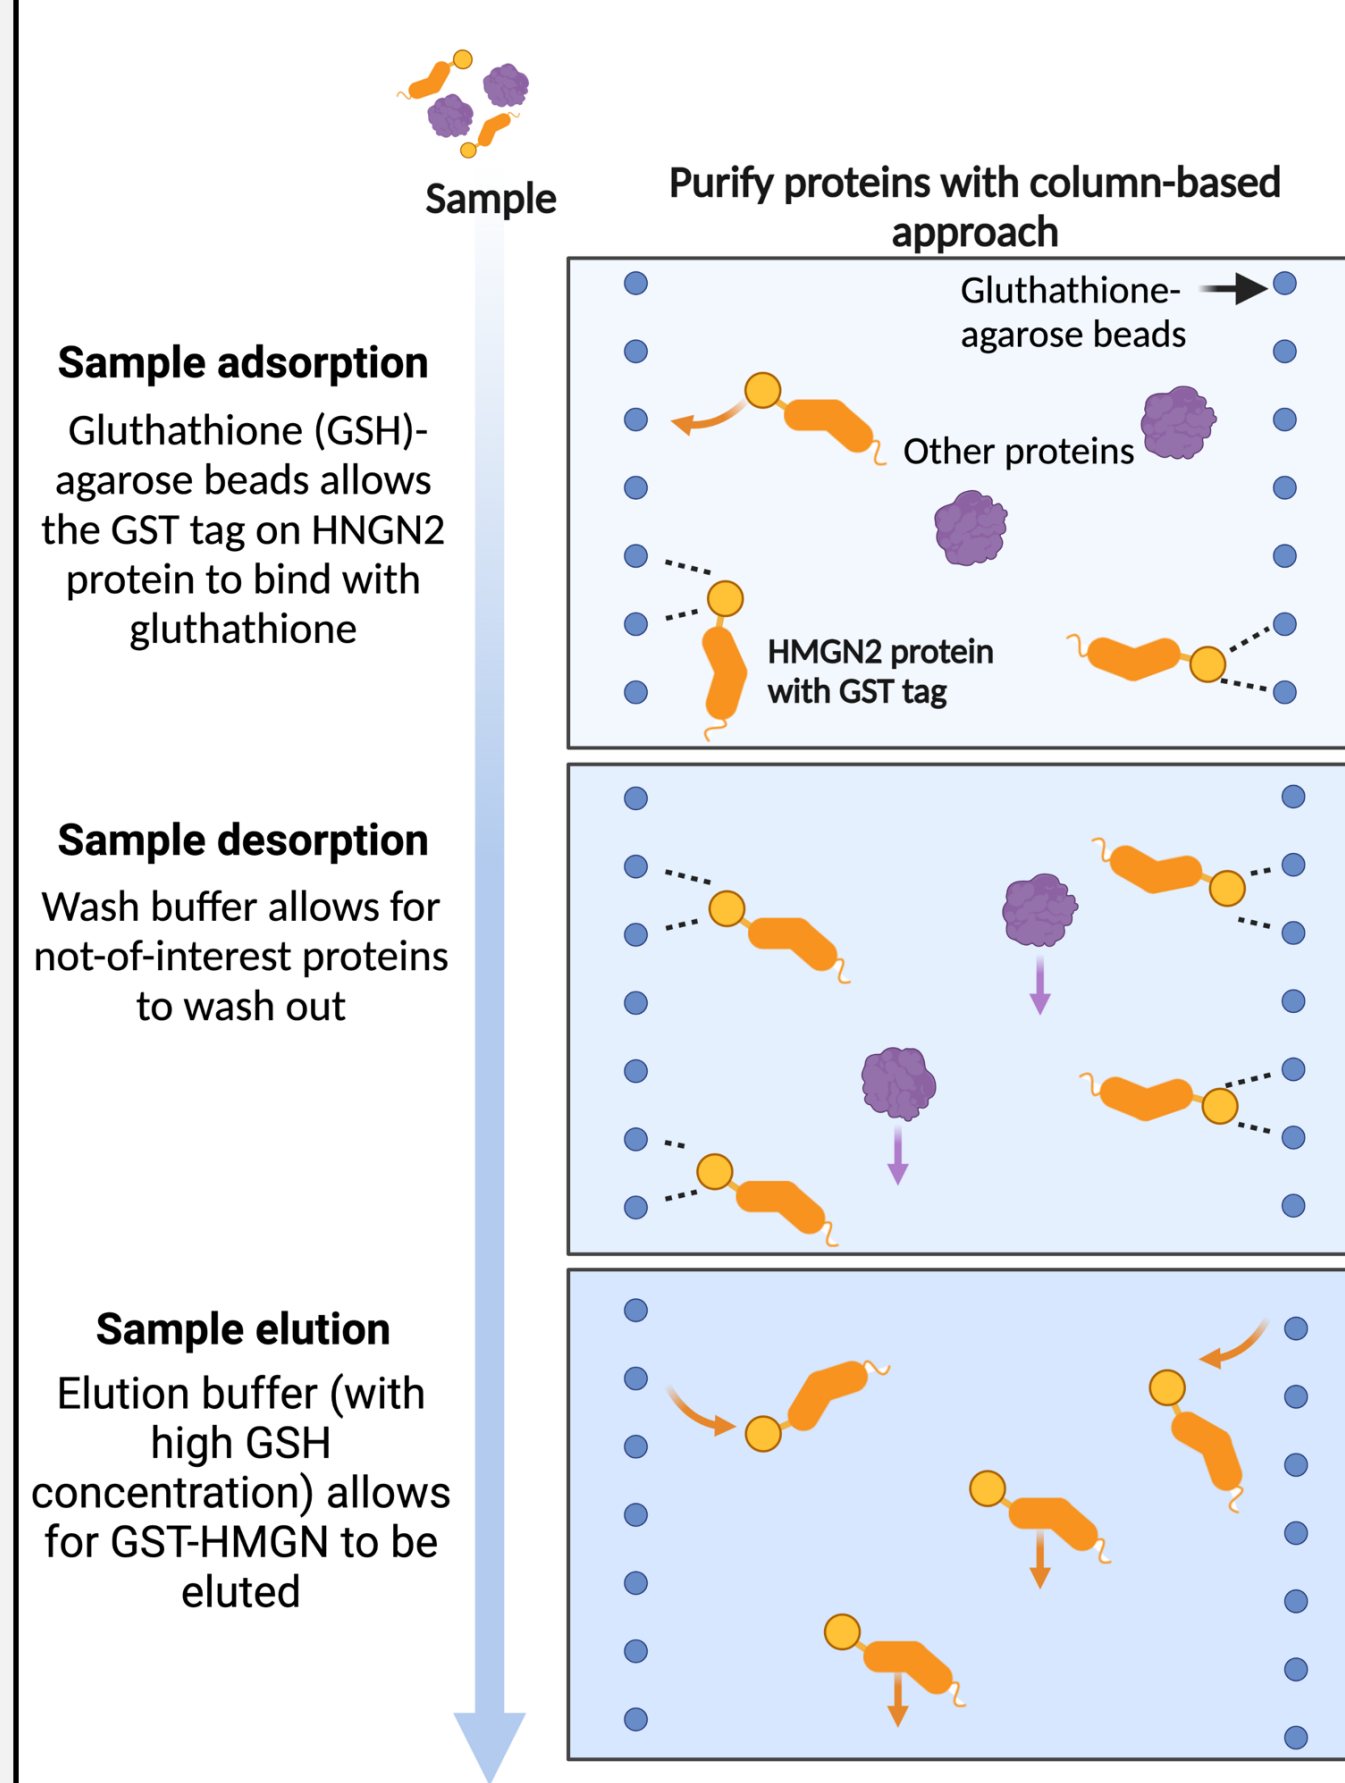 Sample
Purify proteins with column-based
approach
Gluthathione-
agarose beads
Sample adsorption
Gluthathione (GSH)-
agarose beads allows
the GST tag on HNGN2
protein to bind with
gluthathione
Other proteins
HMGN2 protein
with GST tag
Sample desorption
Wash buffer allows for
not-of-interest proteins
to wash out
Sample elution
Elution buffer (with
high GSH
concentration) allows
for GST-HMGN to be
eluted